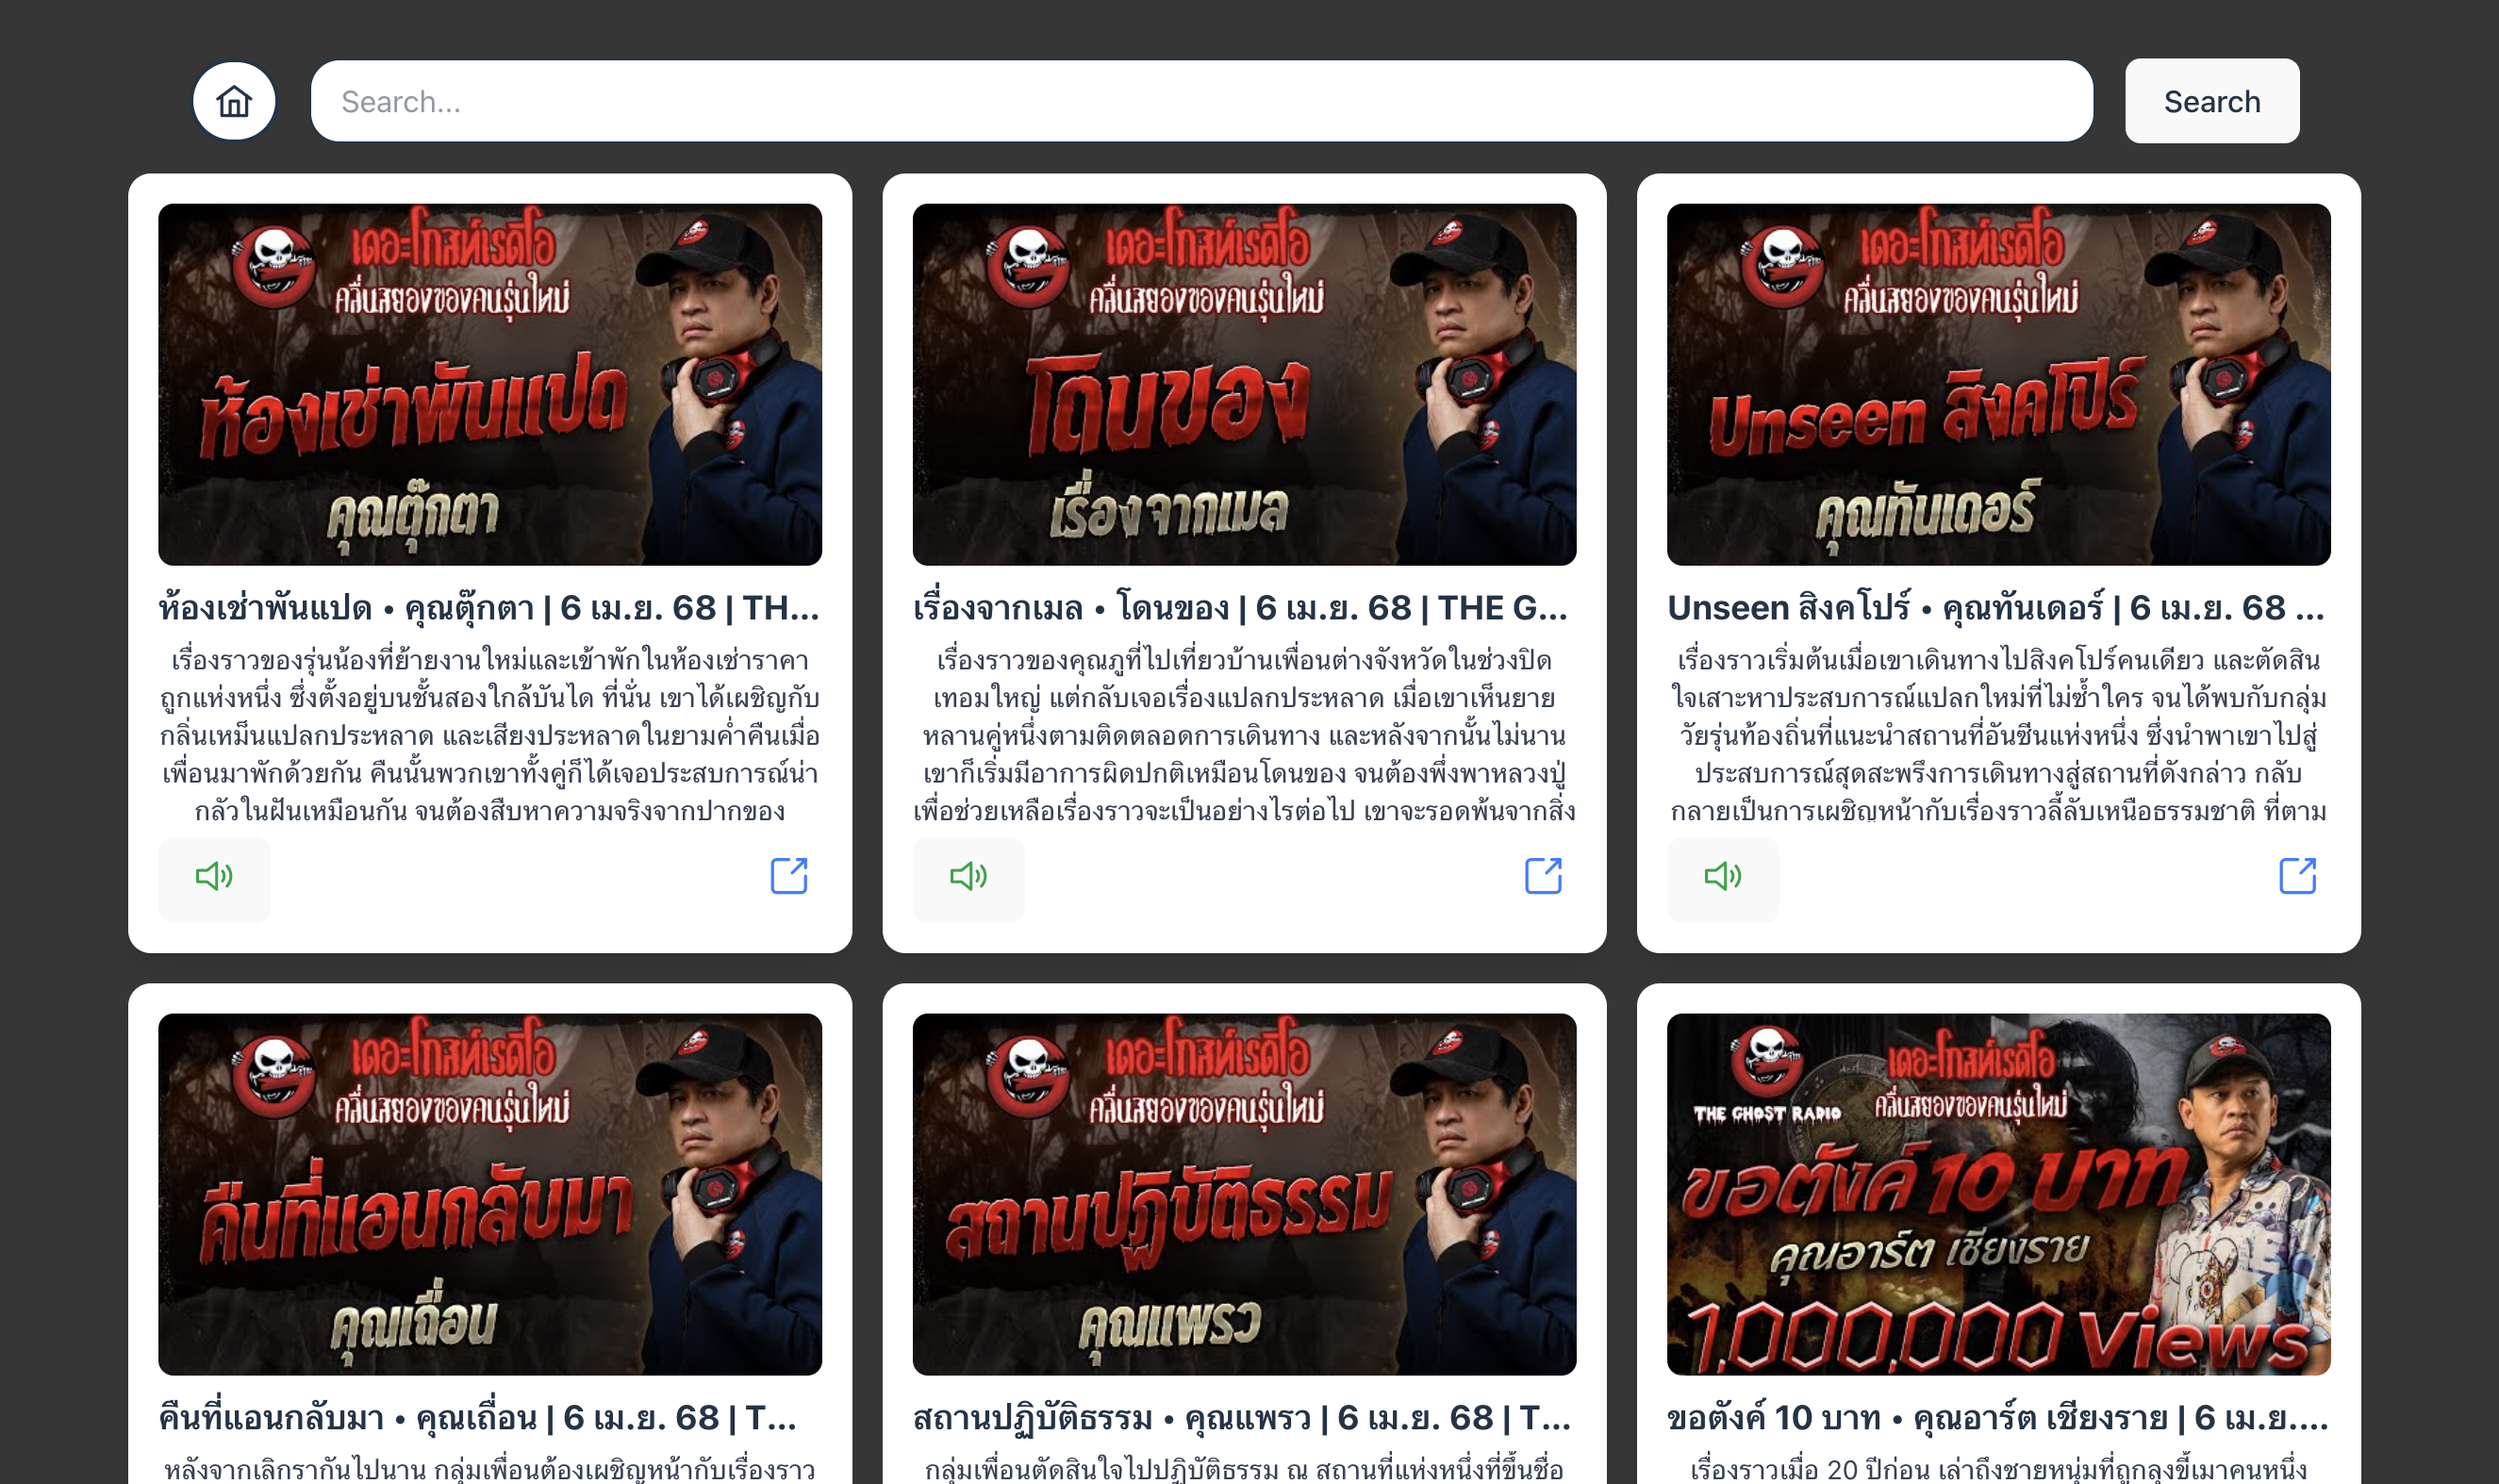 Search...
Search
เดอะโกสท์เรดิโอ
คลื่นสยองของคนรุ่นใหม่
ห้องเช่าพันแปด
คุณตุ๊กตา
ห้องเช่าพันแปด • คุณตุ๊กตา | 6 เม.ย. 68 | TH...
เรื่องราวของรุ่นน้องที่ย้ายงานใหม่และเข้าพักในห้องเช่าราคา
ถูกแห่งหนึ่ง ซึ่งตั้งอยู่บนชั้นสองใกล้บันได ที่นั่น เขาได้เผชิญกับ
กลิ่นเหม็นแปลกประหลาด และเสียงประหลาดในยามค่ำคืนเมื่อ
เพื่อนมาพักด้วยกัน คืนนั้นพวกเขาทั้งคู่ก็ได้เจอประสบการณ์น่า
กลัวในฝันเหมือนกัน จนต้องสืบหาความจริงจากปากของ
เดอะโกสท์เรดิโอ
คลื่นสยองของคนรุ่นใหม่
โดนของ
เรื่องจากเมล
เรื่องจากเมล • โดนของ | 6 เม.ย. 68 | THE G...
เรื่องราวของคุณภูที่ไปเที่ยวบ้านเพื่อนต่างจังหวัดในช่วงปิด
เทอมใหญ่ แต่กลับเจอเรื่องแปลกประหลาด เมื่อเขาเห็นยาย
หลานคู่หนึ่งตามติดตลอดการเดินทาง และหลังจากนั้นไม่นาน
เขาก็เริ่มมีอาการผิดปกติเหมือนโดนของ จนต้องพึ่งพาหลวงปู่
เพื่อช่วยเหลือเรื่องราวจะเป็นอย่างไรต่อไป เขาจะรอดพ้นจากสิ่ง
เดอะโกสท์เรดิโอ
คลื่นสยองของคนรุ่นใหม่
Unseen สิงคโปร์
คุณทันเดอร์
Unseen สิงคโปร์ • คุณทันเดอร์ | 6 เม.ย. 68 ...
เรื่องราวเริ่มต้นเมื่อเขาเดินทางไปสิงคโปร์คนเดียว และตัดสิน
ใจเสาะหาประสบการณ์แปลกใหม่ที่ไม่ซ้ำใคร จนได้พบกับกลุ่ม
วัยรุ่นท้องถิ่นที่แนะนำสถานที่อันซีนแห่งหนึ่ง ซึ่งนำพาเขาไปสู่
ประสบการณ์สุดสะพรึงการเดินทางสู่สถานที่ดังกล่าว กลับ
กลายเป็นการเผชิญหน้ากับเรื่องราวลี้ลับเหนือธรรมชาติ ที่ตาม
เดอะโกสท์เรดิโอ
คลื่นสยองของคนรุ่นใหม่
คืนที่แอนกลับมา
คุณเถื่อน
คืนที่แอนกลับมา • คุณเถื่อน | 6 เม.ย. 68 | T...
หลังจากเลิกรากันไปนาน กลุ่มเพื่อนต้องเผชิญหน้ากับเรื่องราว
เดอะโกสท์เรดิโอ
คลื่นสยองของคนรุ่นใหม่
สถานปฏิบัติธรรม
คุณแพรว
สถานปฏิบัติธรรม • คุณแพรว | 6 เม.ย. 68 | T...
กลุ่มเพื่อนตัดสินใจไปปฏิบัติธรรม ณ สถานที่แห่งหนึ่งที่ขึ้นชื่อ
THE GHOST RADIO
เดอะโกสท์เรดิโอ
คลื่นสยองของคนรุ่นใหม่
ขอตังค์ 10 บาท
คุณอาร์ต เชียงราย
1,000,000 Views
ขอตังค์ 10 บาท • คุณอาร์ต เชียงราย | 6 เม.ย....
เรื่องราวเมื่อ 20 ปีก่อน เล่าถึงชายหนุ่มที่ถูกลุงขี้เมาคนหนึ่ง